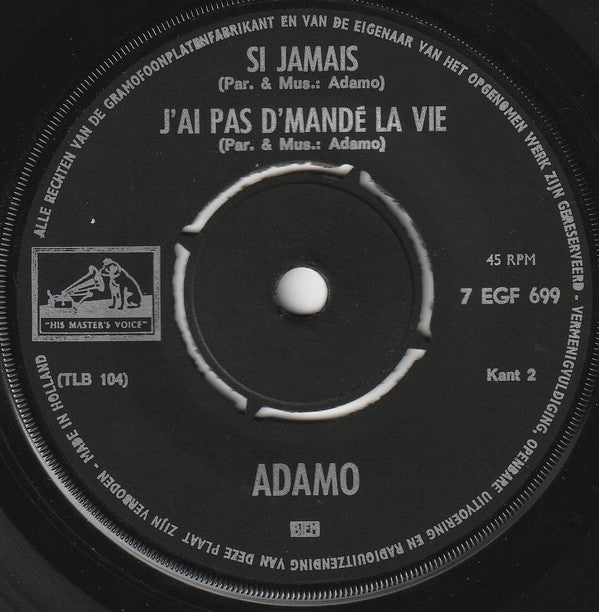 ALLE RECHTEN VAN DE GRAMOFOONPLATENFABRIKANT EN VAN DE EIGENAAR VAN HET OPGENOMEN WERK ZIJN GERESERVEERD - VERMENIGVULDIGING, OPENBARE UITVOERING EN RADIOUITZENDING VAN DEZE PLAAT ZIJN VERBODEN - MADE IN HOLLAND
SI JAMAIS
(Par. & Mus.: Adamo)
J'AI PAS D'MANDÉ LA VIE
(Par. & Mus.: Adamo)
45 RPM
7 EGF 699
"HIS MASTER'S VOICE"
(TLB 104)
Kant 2
ADAMO